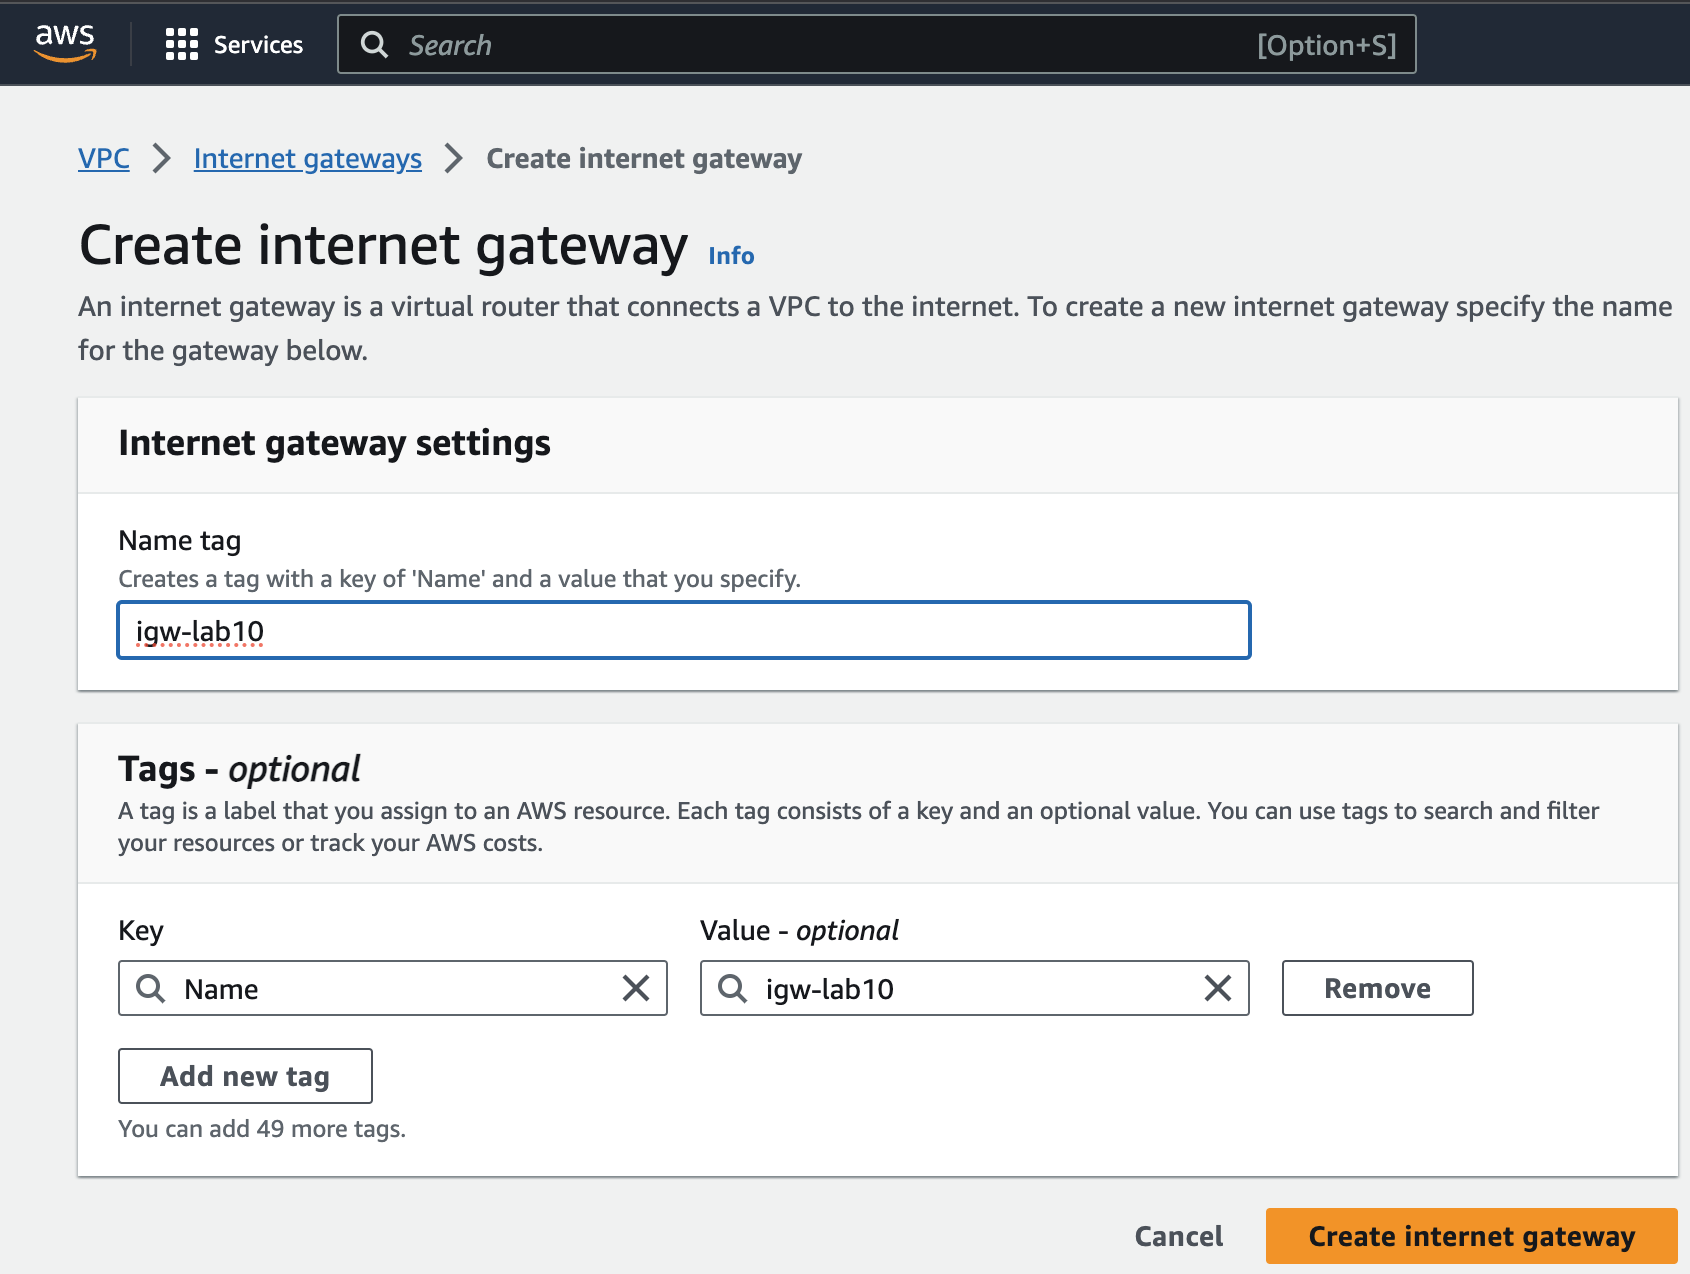 aws Services Search [Option+S]
VPC Internet gateways Create internet gateway
Create internet gateway Info
An internet gateway is a virtual router that connects a VPC to the internet. To create a new internet gateway specify the name
for the gateway below.
Internet gateway settings
Name tag
Creates a tag with a key of 'Name' and a value that you specify.
igw-lab10
Tags - optional
A tag is a label that you assign to an AWS resource. Each tag consists of a key and an optional value. You can use tags to search and filter
your resources or track your AWS costs.
Key Value - optional
Name igw-lab10 Remove
Add new tag
You can add 49 more tags.
Cancel Create internet gateway